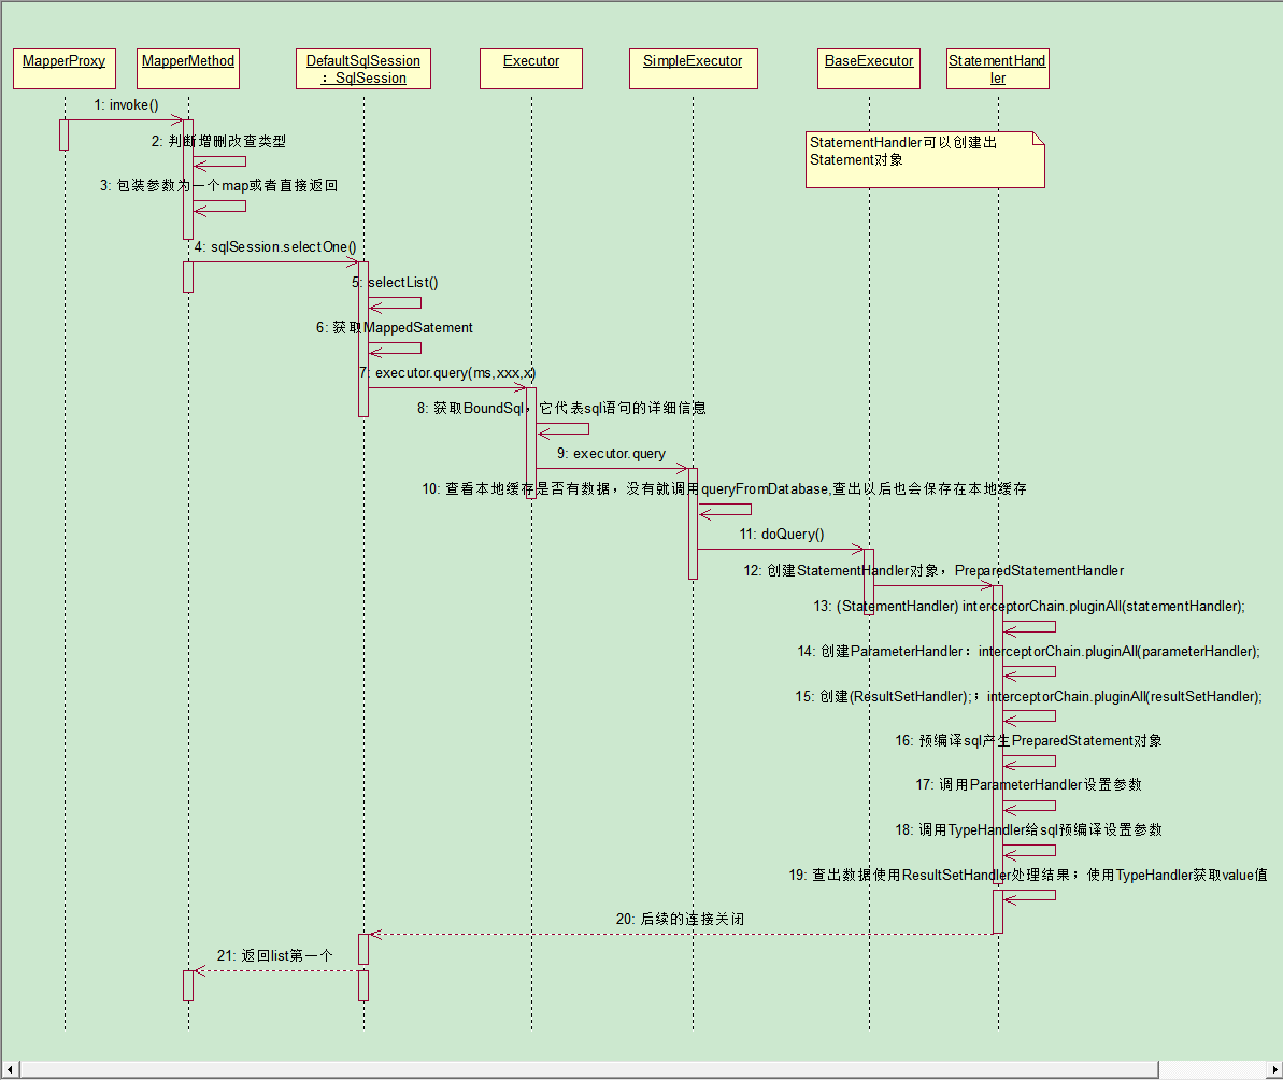 MapperProxy
MapperMethod
DefaultSqlSession
: SqlSession
Executor
SimpleExecutor
BaseExecutor
StatementHand
ler
1: invoke()
2: 判断增删改查类型
StatementHandler可以创建出
Statement对象
3: 包装参数为一个map或者直接返回
4: sqlSession.selectOne()
5: selectList()
6: 获取MappedSatement
7: executor.query(ms,xxx,x)
8: 获取BoundSql，它代表sql语句的详细信息
9: executor.query
10: 查看本地缓存是否有数据，没有就调用queryFromDatabase,查出以后也会保存在本地缓存
11: doQuery()
12: 创建StatementHandler对象，PreparedStatementHandler
13: (StatementHandler) interceptorChain.pluginAll(statementHandler);
14: 创建ParameterHandler：interceptorChain.pluginAll(parameterHandler);
15: 创建(ResultSetHandler);；interceptorChain.pluginAll(resultSetHandler);
16: 预编译sql产生PreparedStatement对象
17: 调用ParameterHandler设置参数
18: 调用TypeHandler给sql预编译设置参数
19: 查出数据使用ResultSetHandler处理结果；使用TypeHandler获取value值
20: 后续的连接关闭
21: 返回list第一个